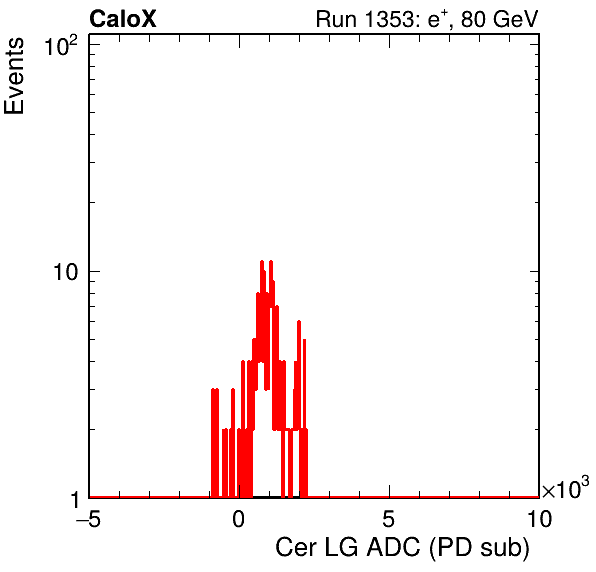 CaloX Run 1353: e⁺, 80 GeV
Events
10²
10
1
−5 0 5 10
×10³
Cer LG ADC (PD sub)